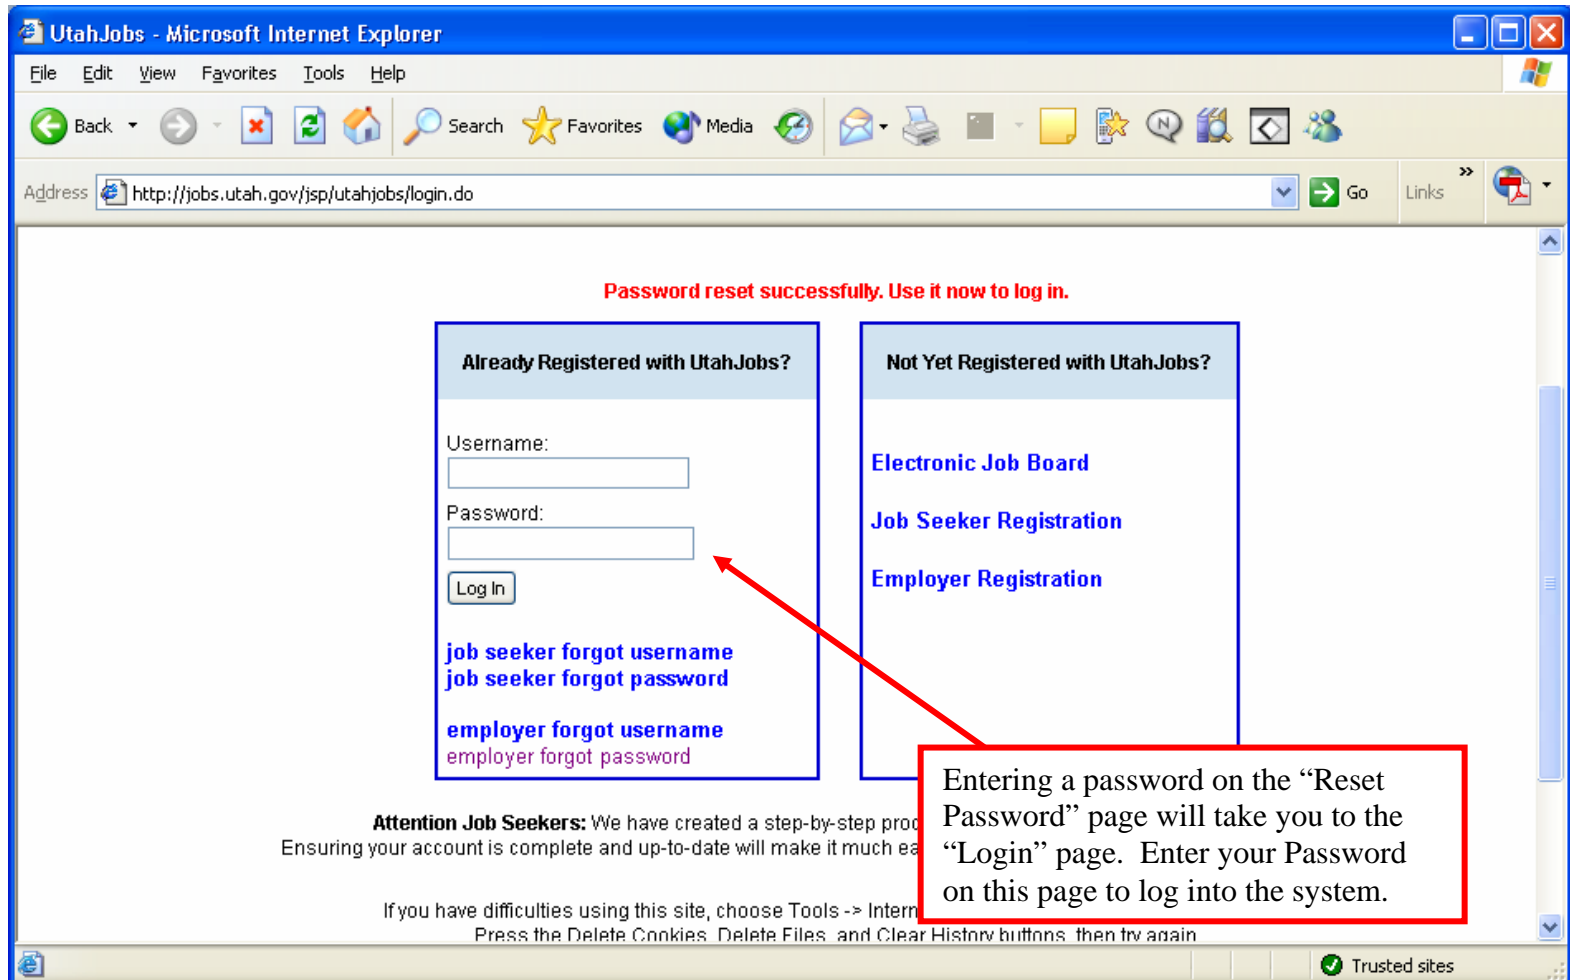 UtahJobs - Microsoft Internet Explorer
File Edit View Favorites Tools Help
Back Search Favorites Media
Address http://jobs.utah.gov/jsp/utahjobs/login.do Go Links »
Password reset successfully. Use it now to log in.
Already Registered with UtahJobs?
Username:
Password:
Log In
job seeker forgot username
job seeker forgot password
employer forgot username
employer forgot password
Not Yet Registered with UtahJobs?
Electronic Job Board
Job Seeker Registration
Employer Registration
Entering a password on the “Reset
Password” page will take you to the
“Login” page. Enter your Password
on this page to log into the system.
Attention Job Seekers: We have created a step-by-step
Ensuring your account is complete and up-to-date will make it much
If you have difficulties using this site, choose Tools ->
Press the Delete Cookies, Delete Files, and Clear History buttons, then try again
Trusted sites